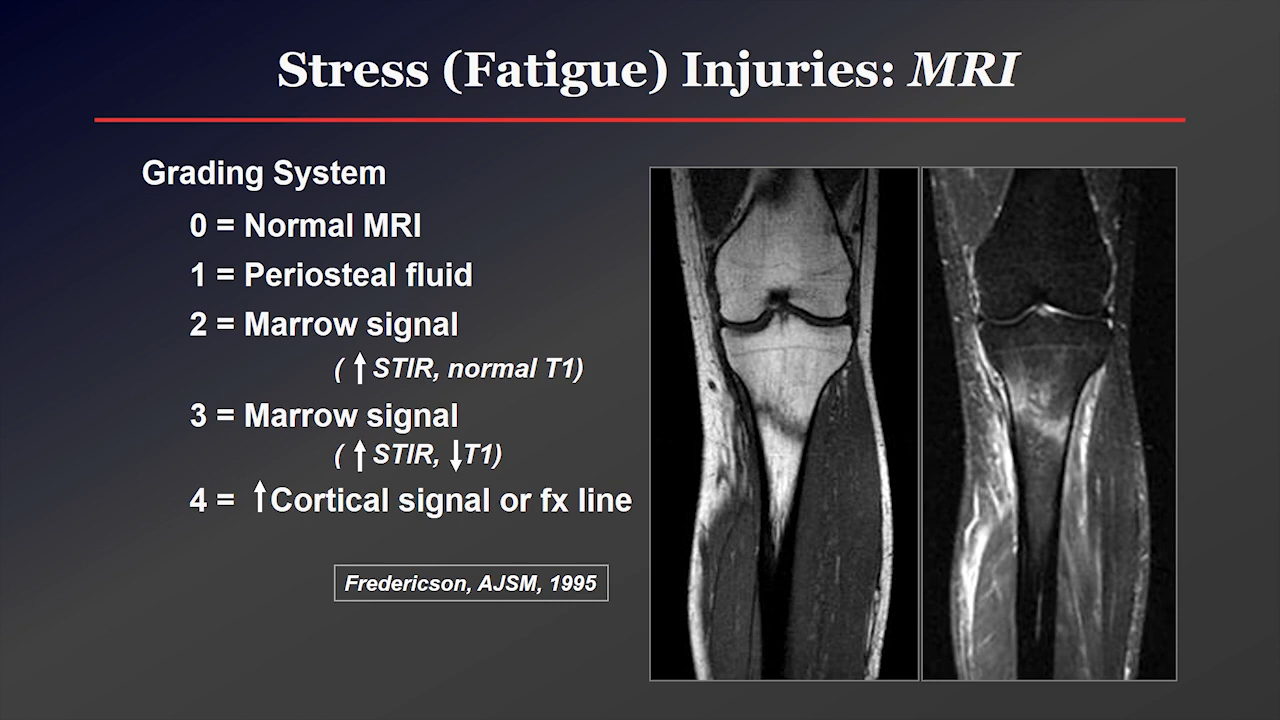 Stress (Fatigue) Injuries: MRI
Grading System
0 = Normal MRI
1 = Periosteal fluid
2 = Marrow signal
( ↑ STIR, normal T1)
3 = Marrow signal
( ↑ STIR, ↓T1)
4 = ↑Cortical signal or fx line
Fredericson, AJSM, 1995